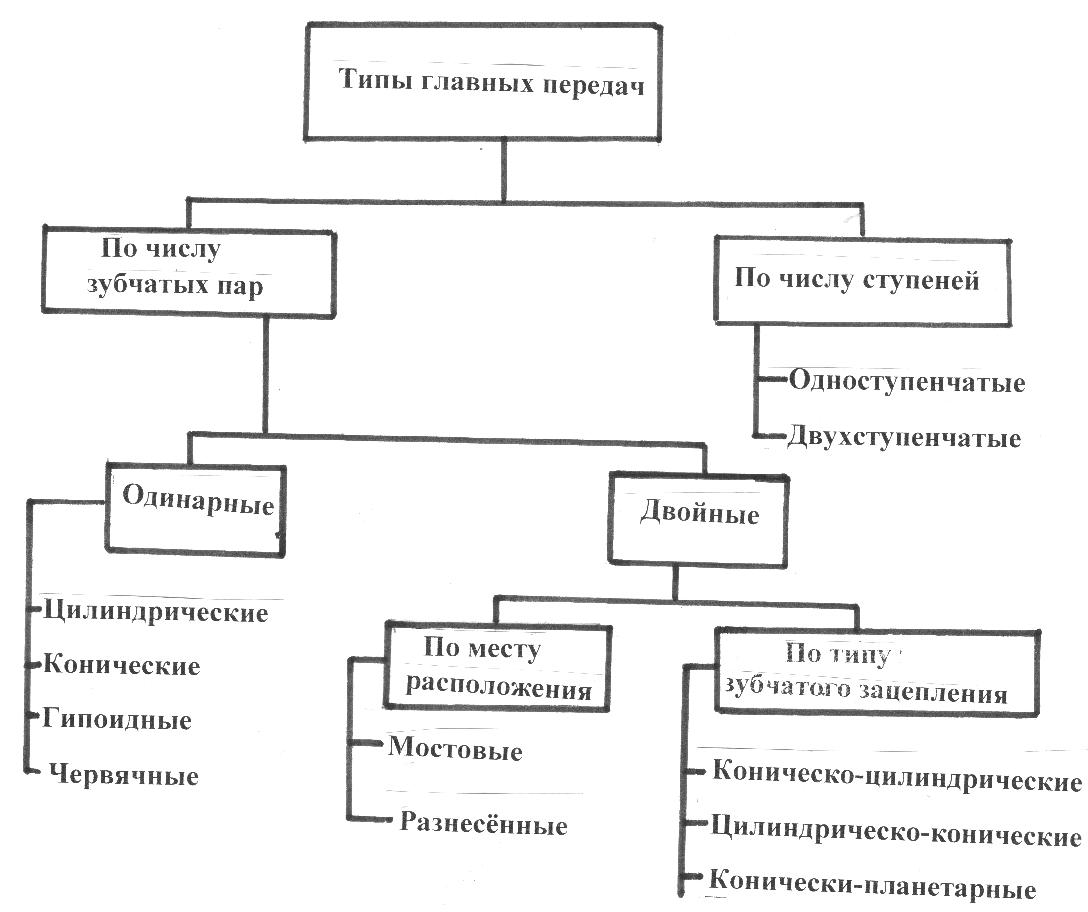 Типы главных передач
По числу
зубчатых пар
По числу ступеней
Одноступенчатые
Двухступенчатые
Одинарные
Двойные
Цилиндрические
Конические
Гипоидные
Червячные
По месту
расположения
Мостовые
Разнесённые
По типу
зубчатого зацепления
Коническо-цилиндрические
Цилиндрическо-конические
Конически-планетарные